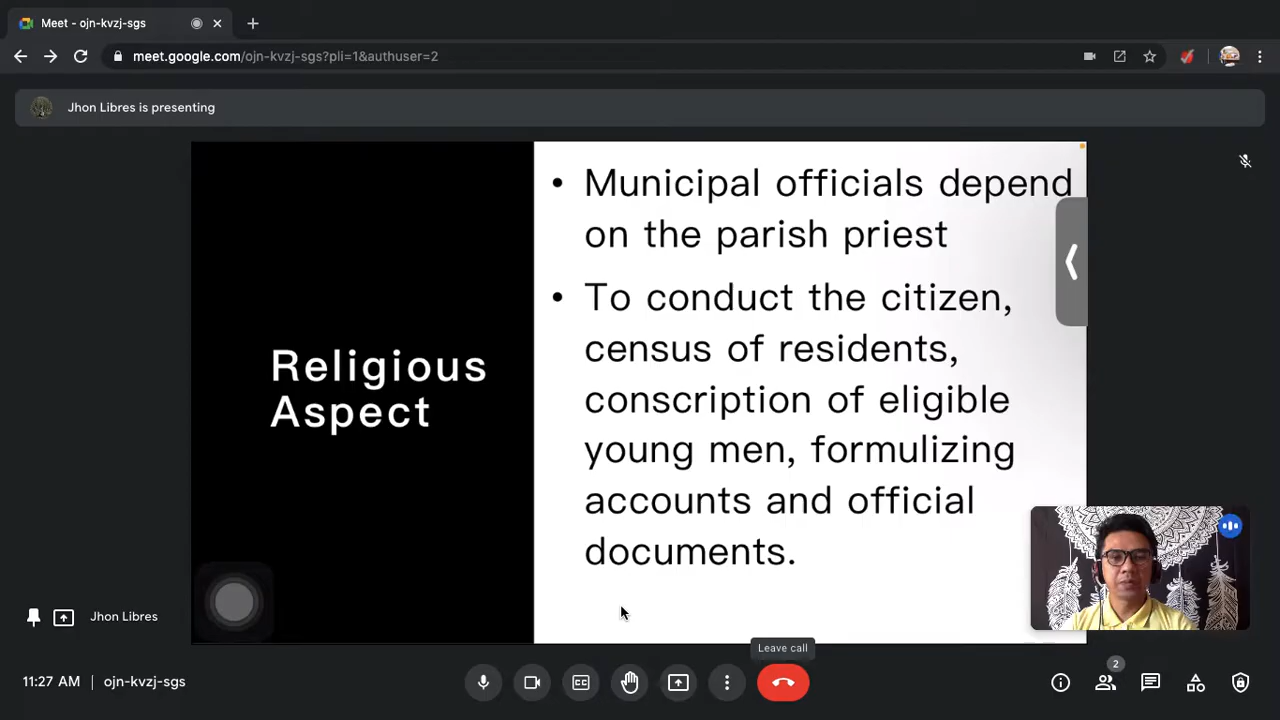 Meet - ojn-kvzj-sgs
meet.google.com/ojn-kvzj-sgs?pli=1&authuser=2
Jhon Libres is presenting
Religious
Aspect
• Municipal officials depend
on the parish priest
• To conduct the citizen,
census of residents,
conscription of eligible
young men, formulizing
accounts and official
documents.
Jhon Libres
Leave call
11:27 AM | ojn-kvzj-sgs
CC
2